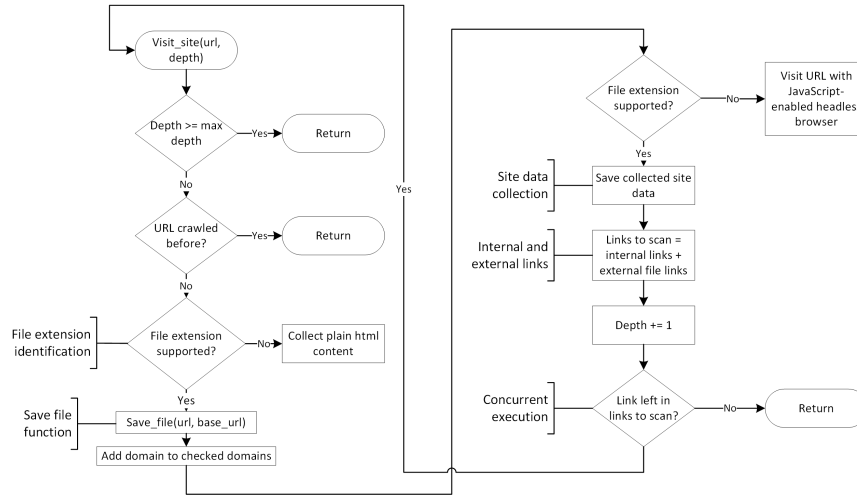 Visit_site(url,
depth)
Depth >= max
depth
Yes
Return
No
URL crawled
before?
Yes
Return
No
File extension
identification
File extension
supported?
No
Collect plain html
content
Yes
Save file
function
Save_file(url, base_url)
Add domain to checked domains
Yes
File extension
supported?
No
Visit URL with
JavaScript-
enabled headles
browser
Yes
Site data
collection
Save collected site
data
Internal and
external links
Links to scan =
internal links +
external file links
Depth += 1
Concurrent
execution
Link left in
links to scan?
No
Return